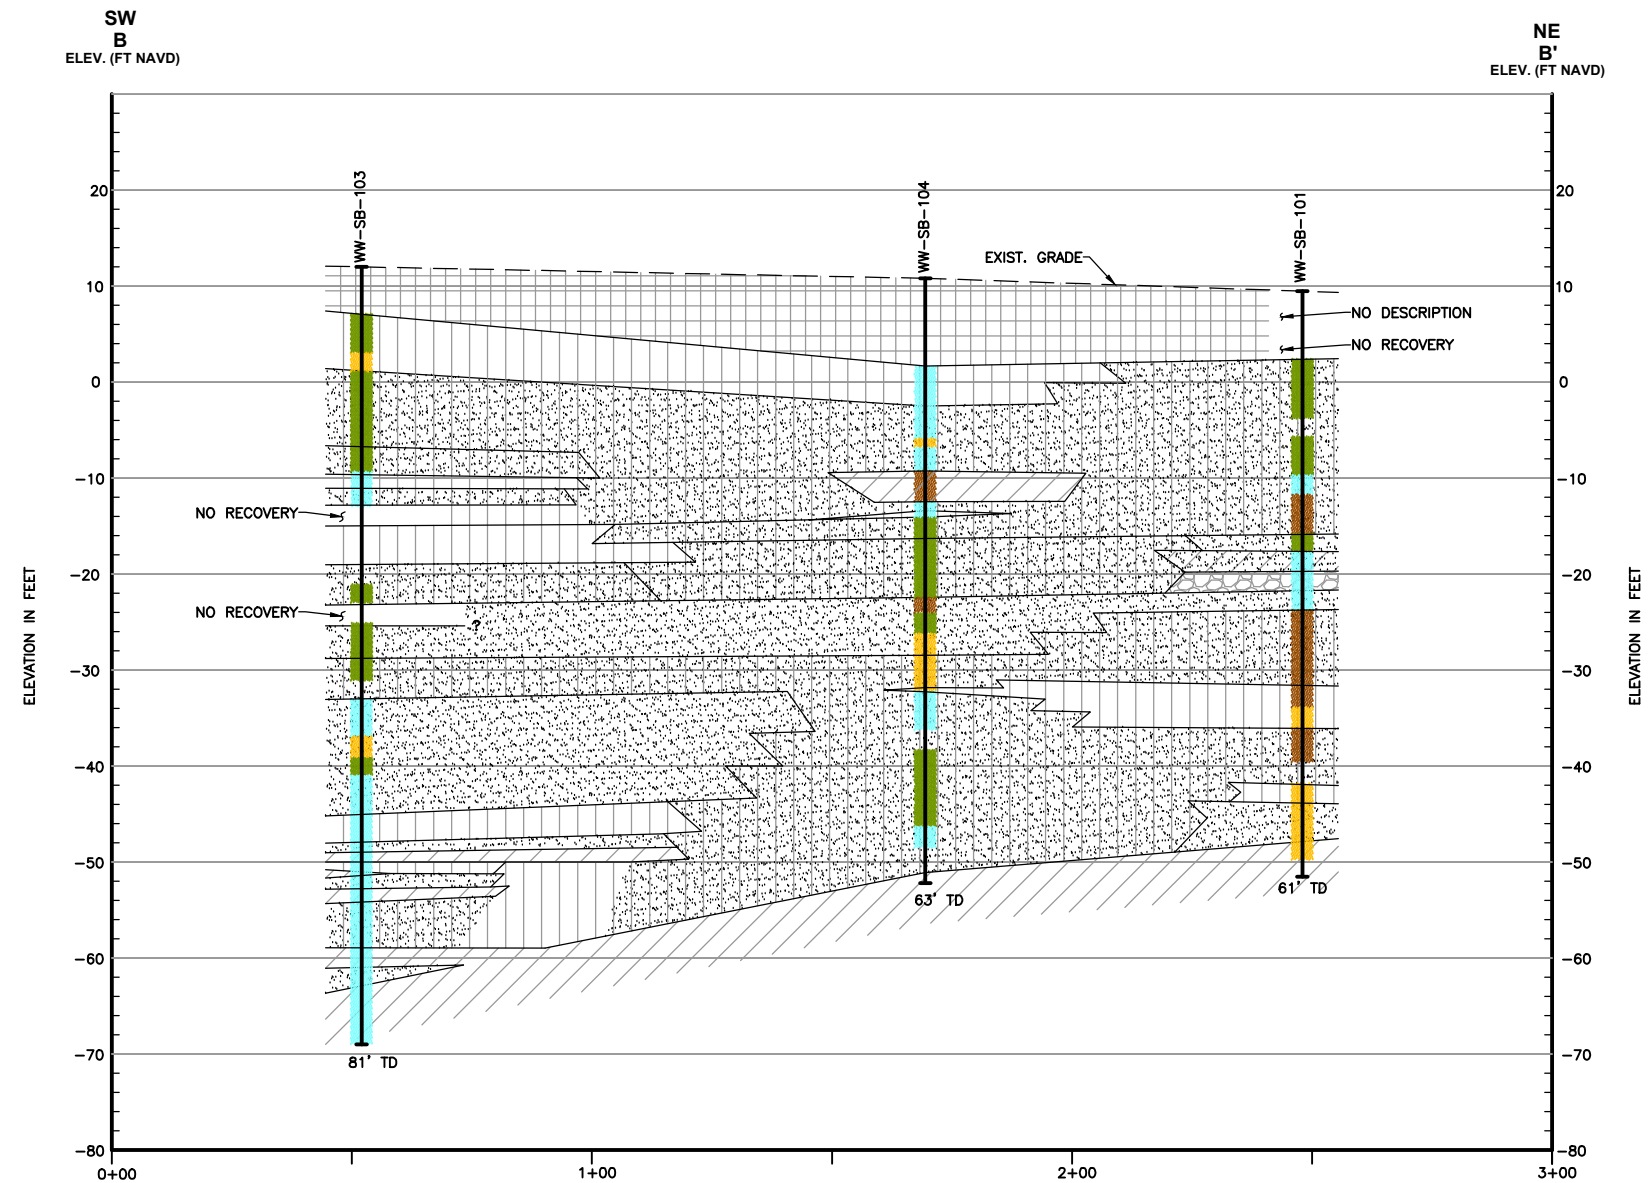 SW
B
ELEV. (FT NAVD)
NE
B'
ELEV. (FT NAVD)
WW-SB-103
WW-SB-104
WW-SB-101
EXIST. GRADE
NO DESCRIPTION
NO RECOVERY
NO RECOVERY
NO RECOVERY
?
81' TD
63' TD
61' TD
ELEVATION IN FEET
20
10
0
-10
-20
-30
-40
-50
-60
-70
-80
20
10
0
-10
-20
-30
-40
-50
-60
-70
-80
ELEVATION IN FEET
0+00
1+00
2+00
3+00